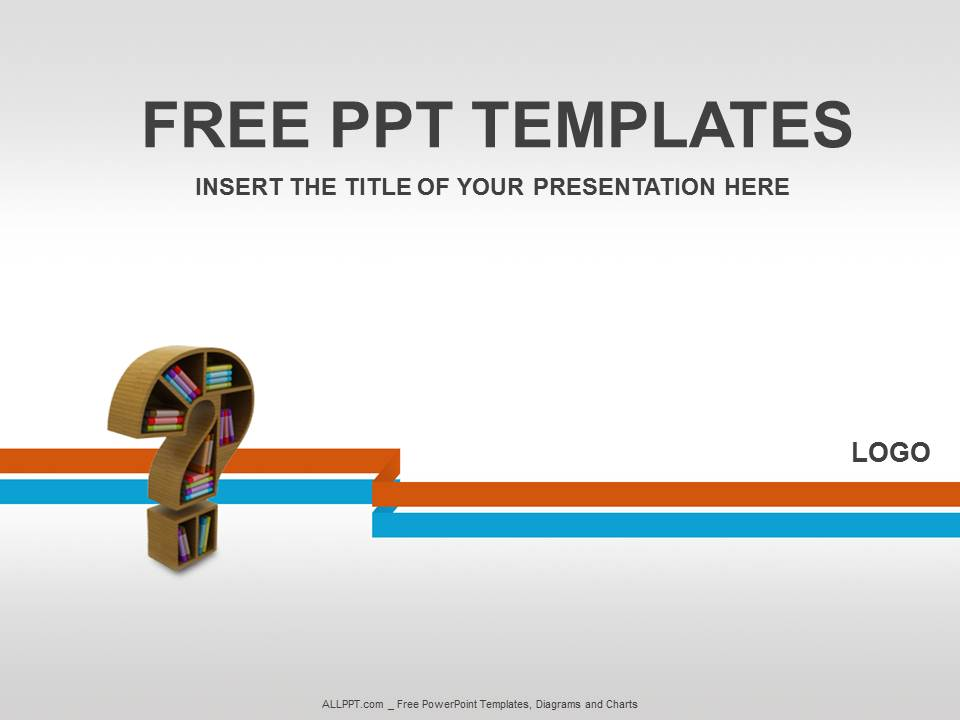 FREE PPT TEMPLATES
INSERT THE TITLE OF YOUR PRESENTATION HERE
LOGO
ALLPPT.com _ Free PowerPoint Templates, Diagrams and Charts